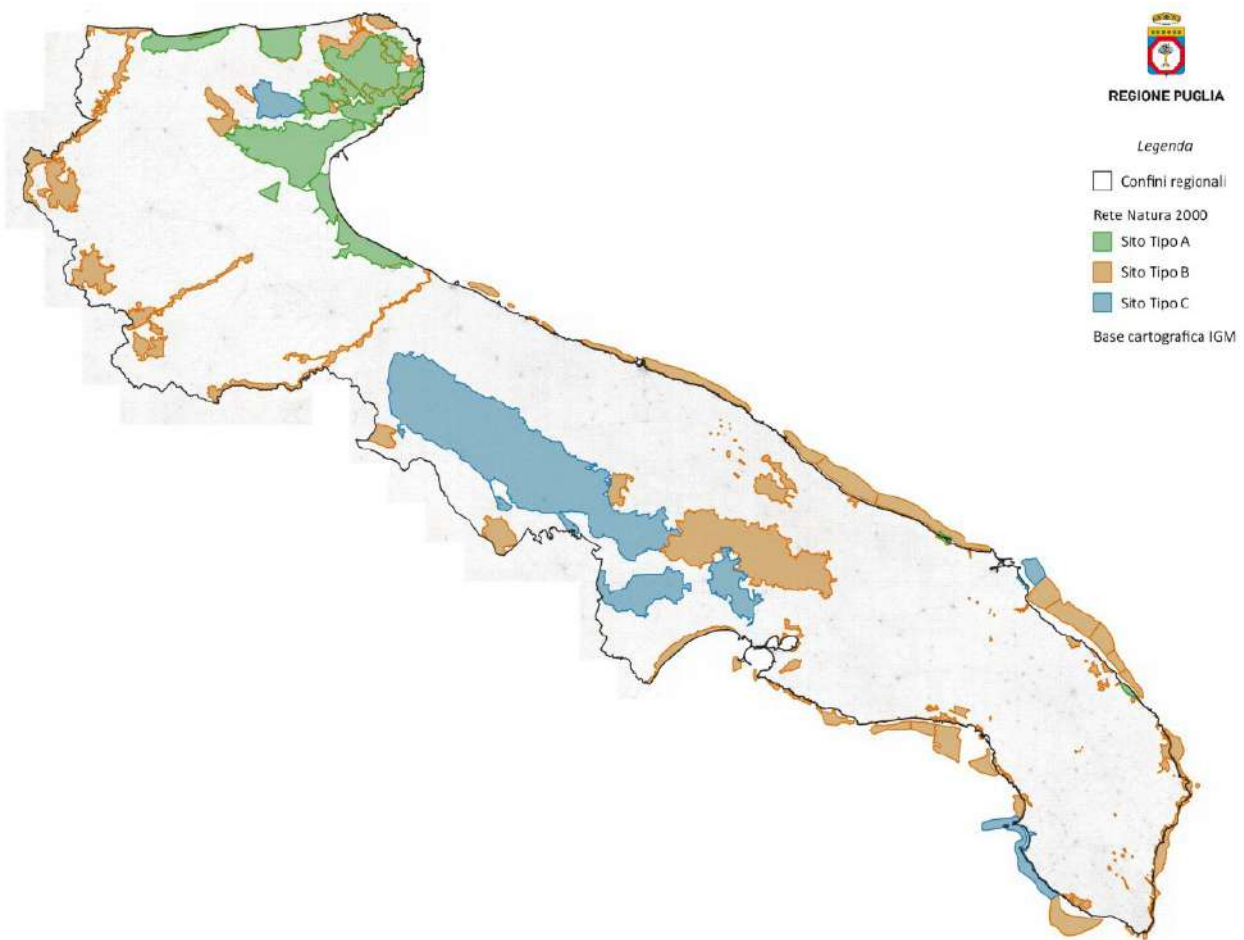 REGIONE PUGLIA
Legenda
Confini regionali
Rete Natura 2000
Sito Tipo A
Sito Tipo B
Sito Tipo C
Base cartografica IGM